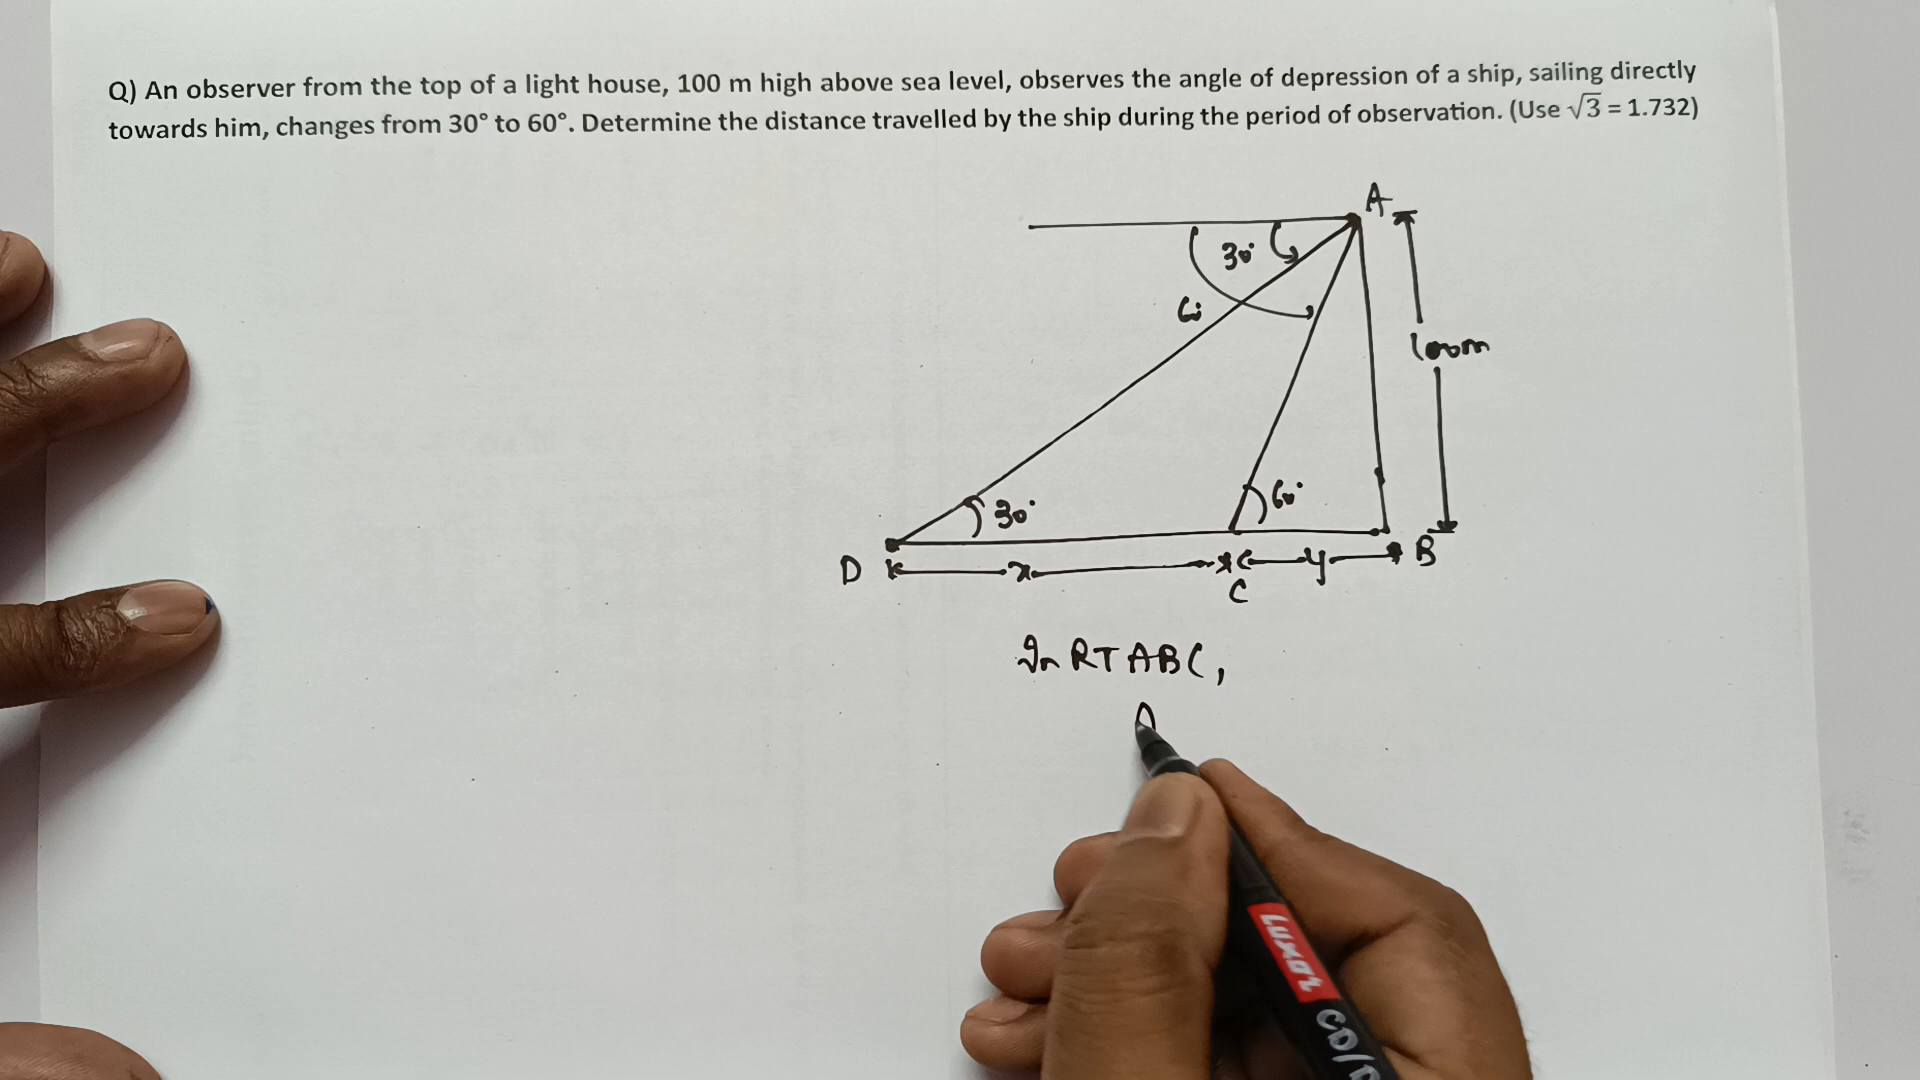 Q) An observer from the top of a light house, 100 m high above sea level, observes the angle of depression of a ship, sailing directly
towards him, changes from 30° to 60°. Determine the distance travelled by the ship during the period of observation. (Use √3 = 1.732)
A
30°
60
100m
30°
60°
D x y B
C
In RT ABC,
LUXOR CD/